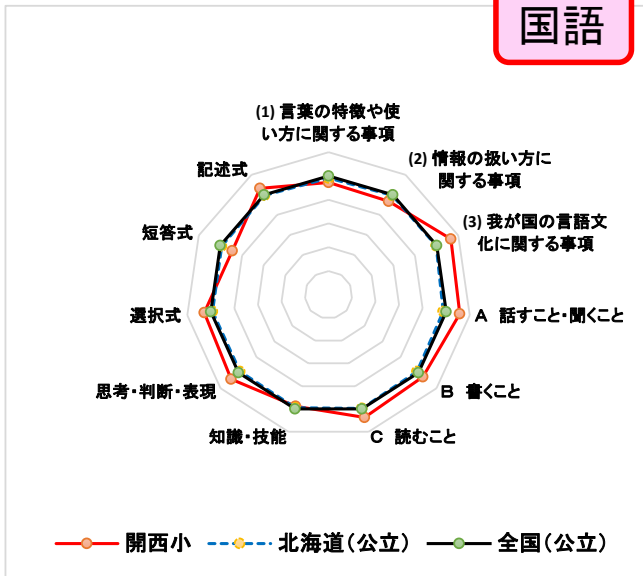 国語
(1) 言葉の特徴や使
い方に関する事項
(2) 情報の扱い方に
関する事項
(3) 我が国の言語文
化に関する事項
A 話すこと・聞くこと
B 書くこと
C 読むこと
知識・技能
思考・判断・表現
選択式
短答式
記述式
開西小
北海道(公立)
全国(公立)